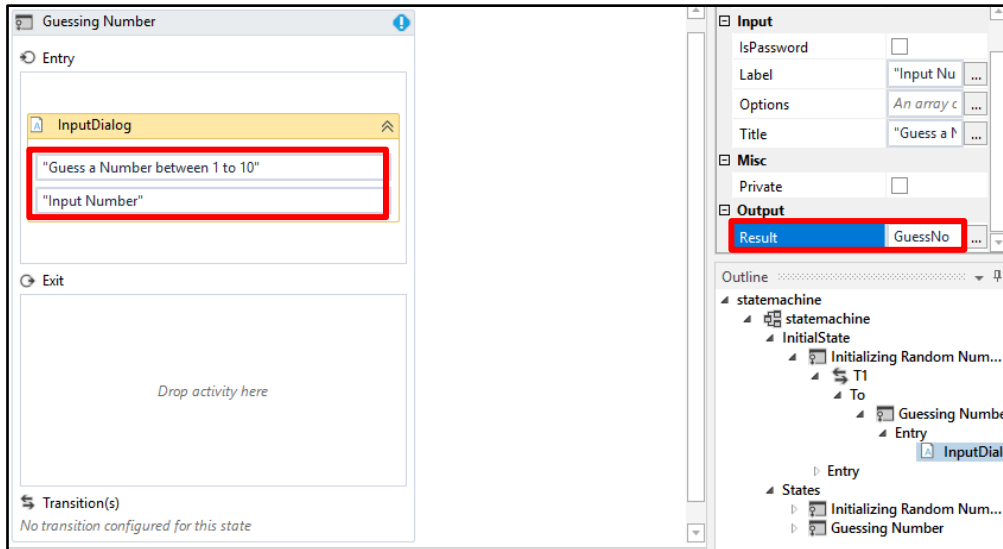 Guessing Number
Entry
InputDialog
"Guess a Number between 1 to 10"
"Input Number"
Exit
Drop activity here
Transition(s)
No transition configured for this state
Input
IsPassword
Label "Input Nu ...
Options An array c ...
Title "Guess a N ...
Misc
Private
Output
Result GuessNo ...
Outline
statemachine
statemachine
InitialState
Initializing Random Num...
T1
To
Guessing Numbe
Entry
InputDial
Entry
States
Initializing Random Num...
Guessing Number